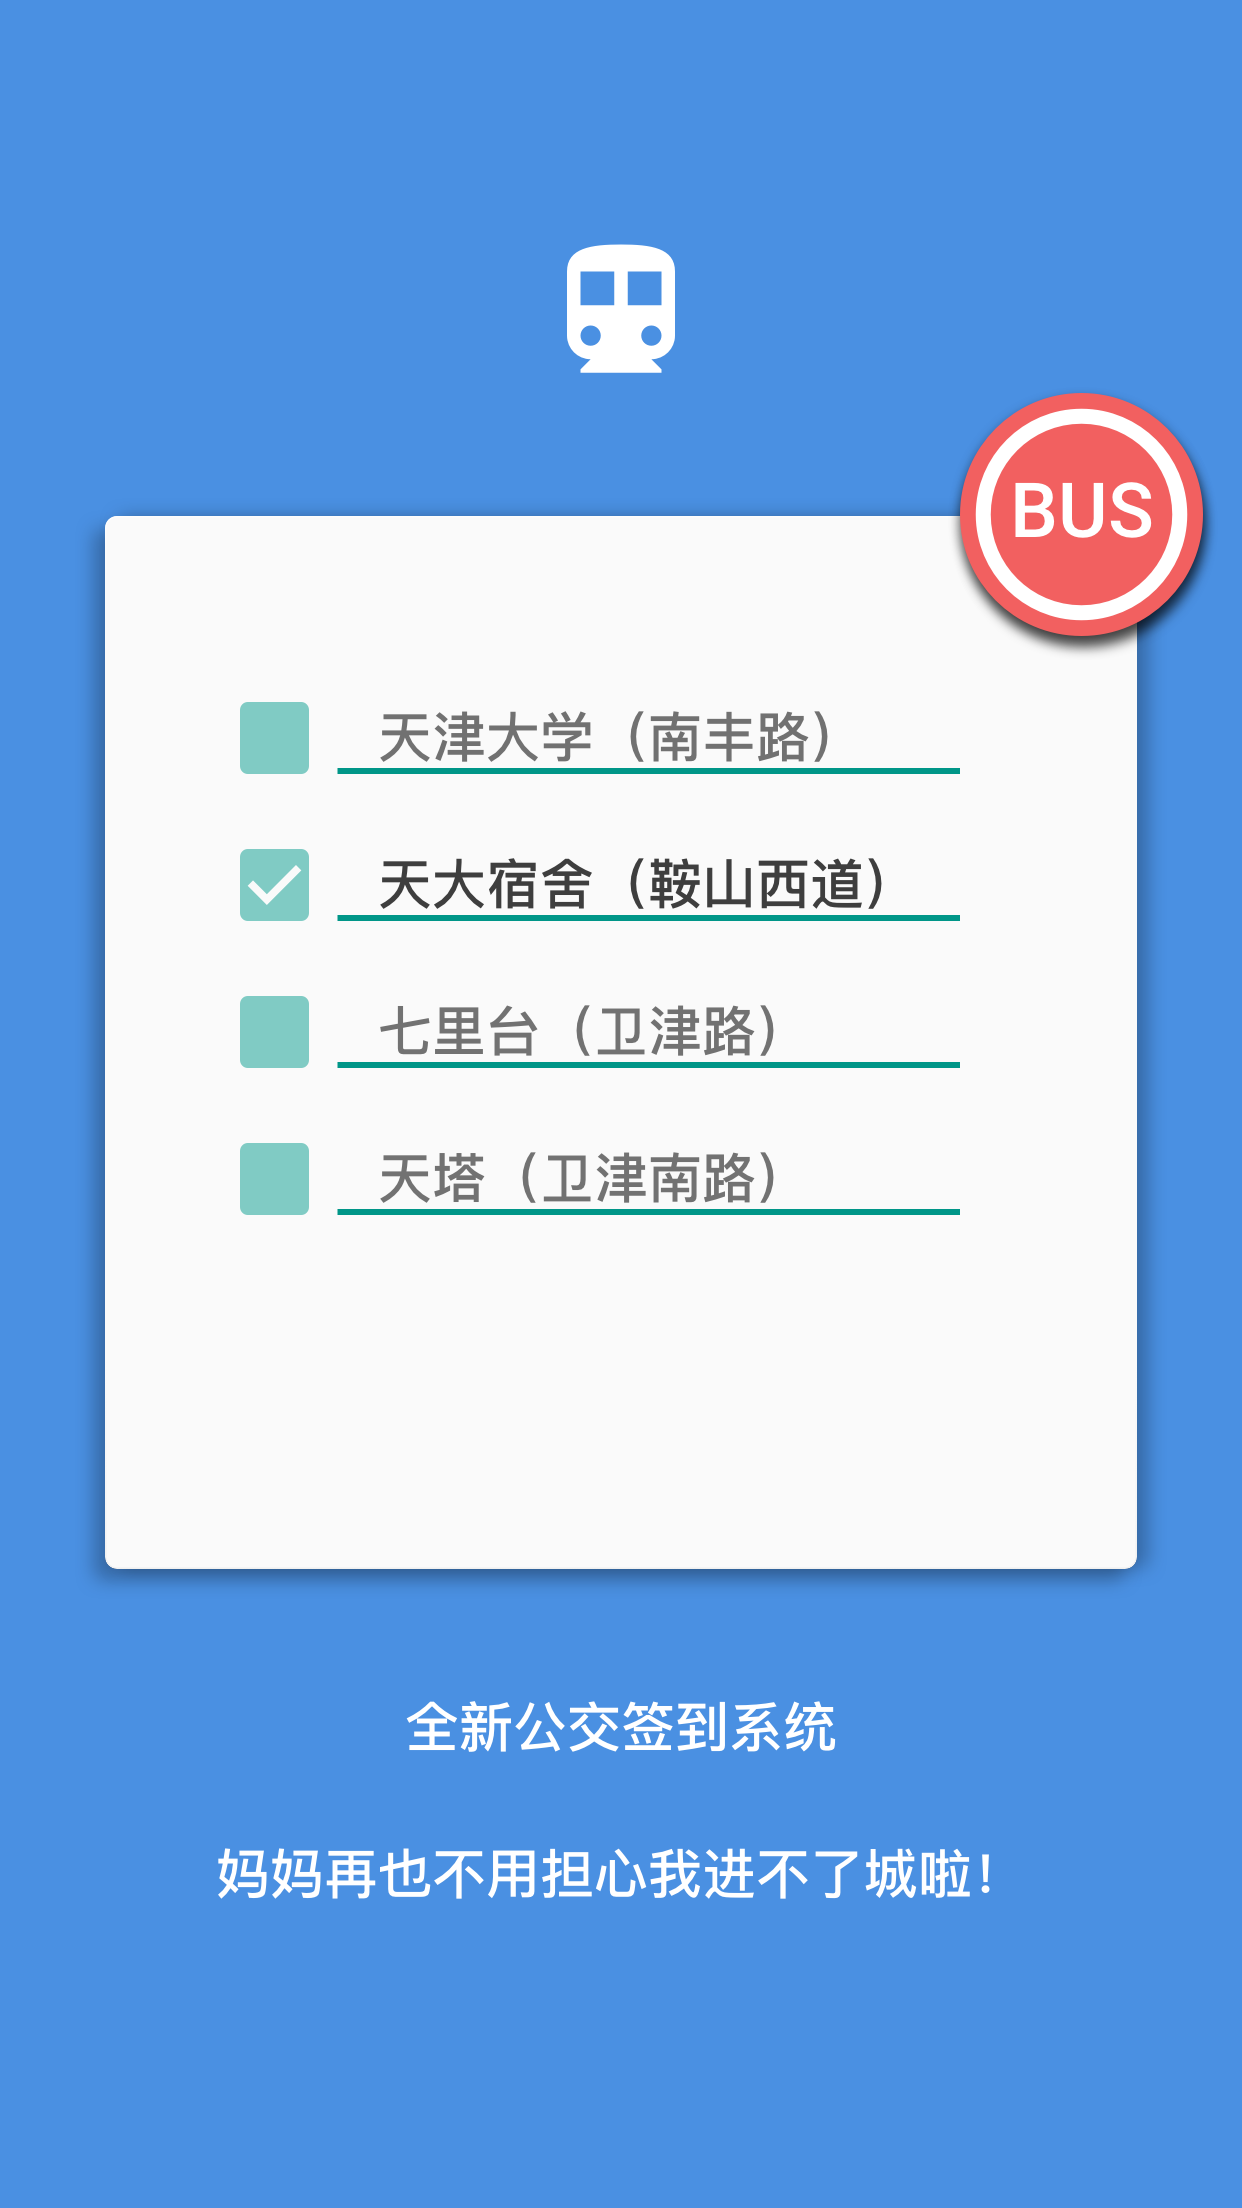 BUS
天津大学（南丰路）
天大宿舍（鞍山西道）
七里台（卫津路）
天塔（卫津南路）
全新公交签到系统
妈妈再也不用担心我进不了城啦！